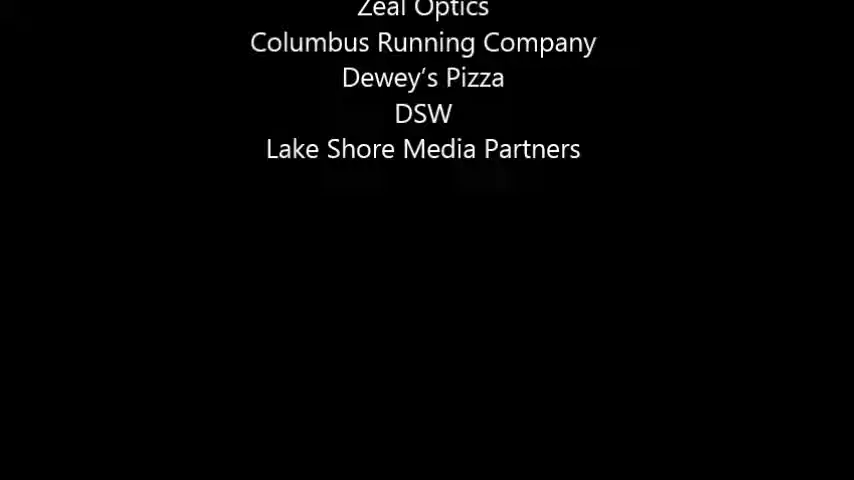 Zeal Optics
Columbus Running Company
Dewey’s Pizza
DSW
Lake Shore Media Partners